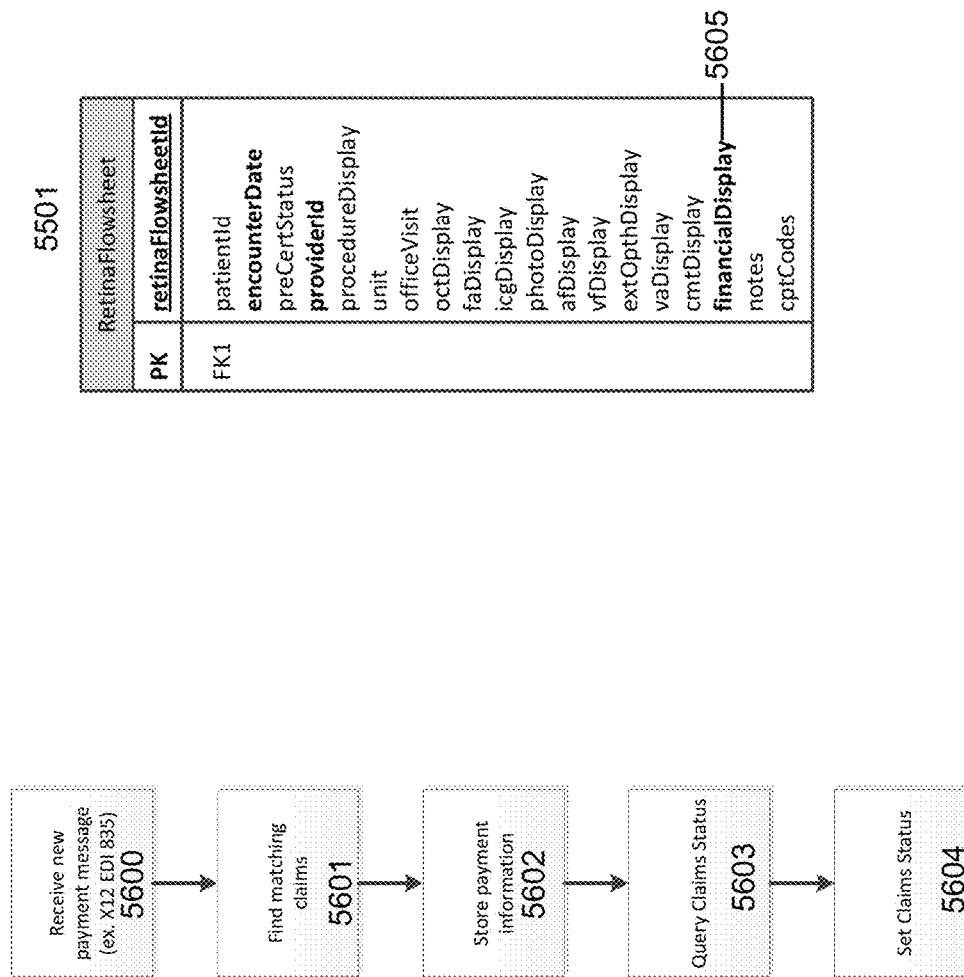 5501
RetinaFlowsheet
PK retinaFlowsheetId
FK1 patientId
encounterDate
preCertStatus
providerId
procedureDisplay
unit
officeVisit
octDisplay
faDisplay
icgDisplay
photoDisplay
afDisplay
vfDisplay
extOpthDisplay
vaDisplay
cmtDisplay
financialDisplay 5605
notes
cptCodes
Receive new
payment message
(ex. X12 EDI 835)
5600
Find matching
claims
5601
Store payment
information
5602
Query Claims Status
5603
Set Claims Status
5604